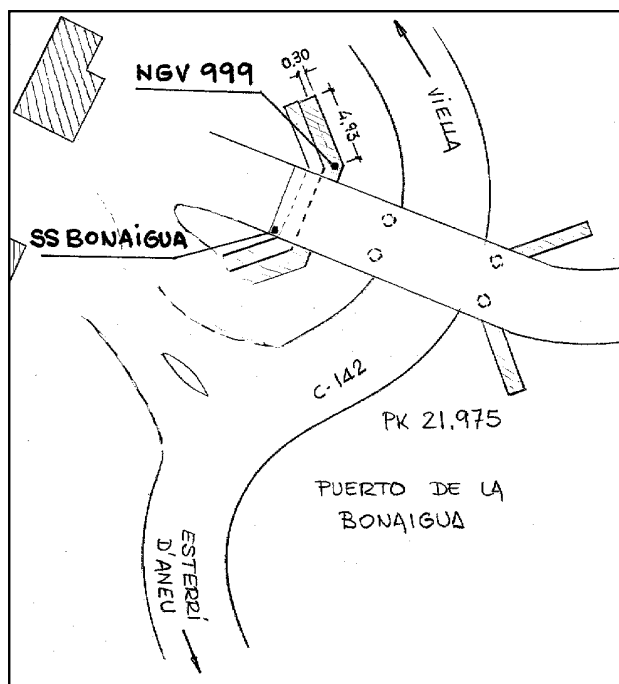 NGV 999
0.30
4.93
VIELLA
SS BONAIGUA
C-142
PK 21.975
PUERTO DE LA
BONAIGUA
ESTERRI
D'ANEU